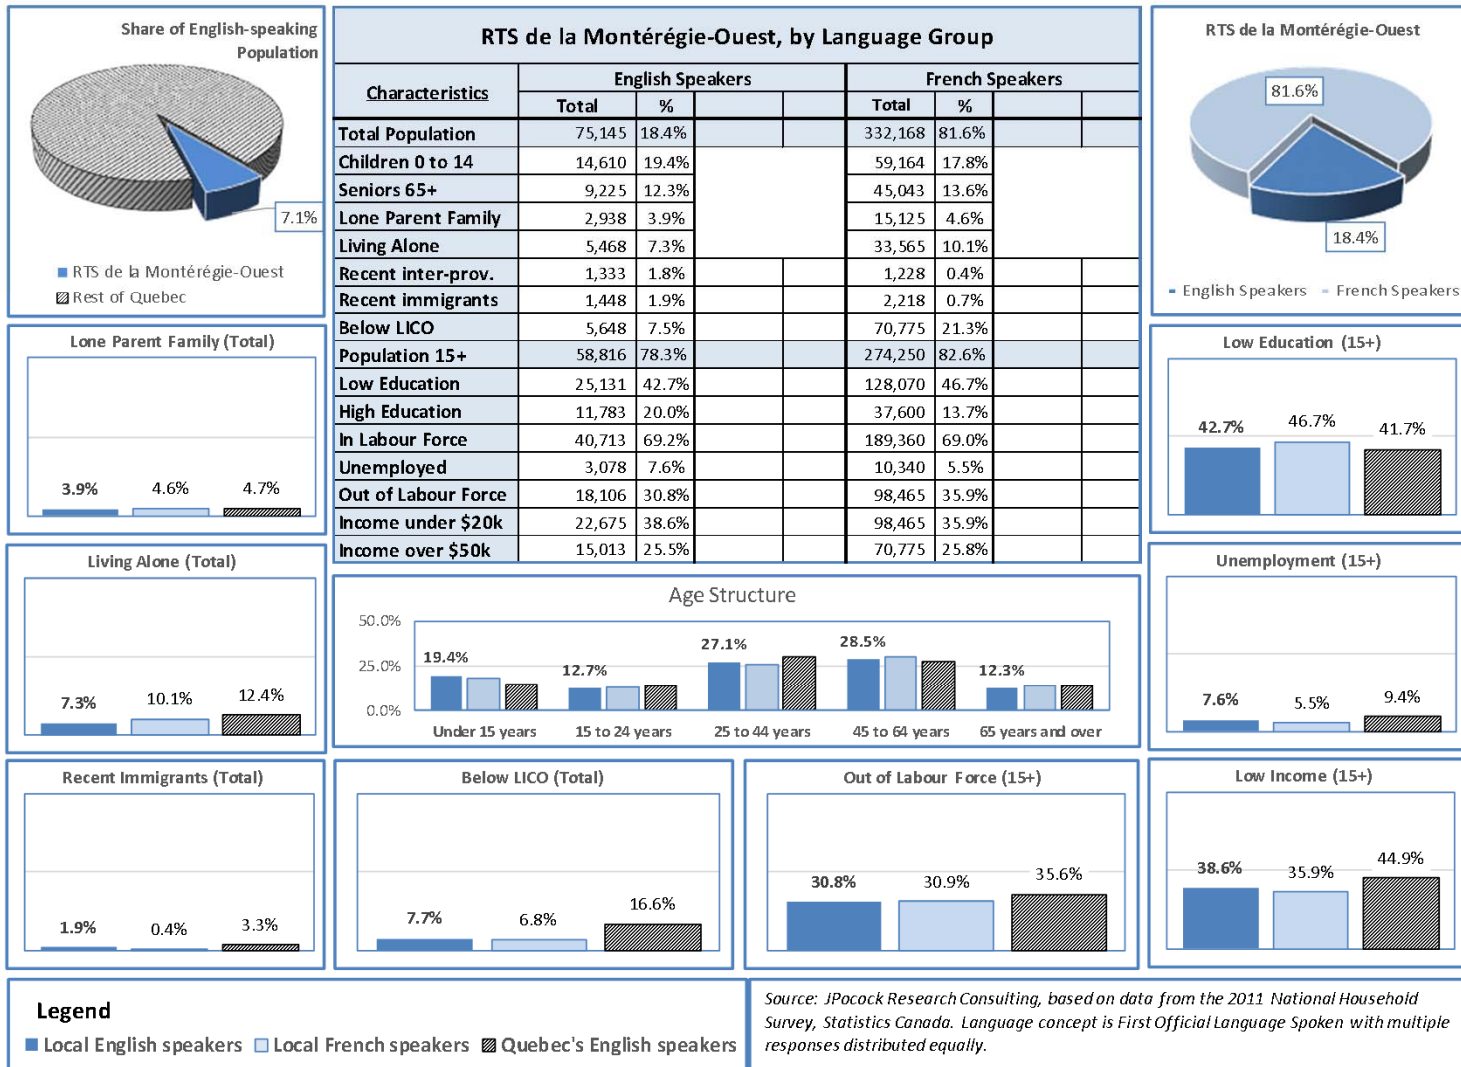 Share of English-speaking
Population
7.1%
RTS de la Montérégie-Ouest
Rest of Quebec
RTS de la Montérégie-Ouest, by Language Group
Characteristics English Speakers French Speakers
Total % Total %
Total Population 75,145 18.4% 332,168 81.6%
Children 0 to 14 14,610 19.4% 59,164 17.8%
Seniors 65+ 9,225 12.3% 45,043 13.6%
Lone Parent Family 2,938 3.9% 15,125 4.6%
Living Alone 5,468 7.3% 33,565 10.1%
Recent inter-prov. 1,333 1.8% 1,228 0.4%
Recent immigrants 1,448 1.9% 2,218 0.7%
Below LICO 5,648 7.5% 70,775 21.3%
Population 15+ 58,816 78.3% 274,250 82.6%
Low Education 25,131 42.7% 128,070 46.7%
High Education 11,783 20.0% 37,600 13.7%
In Labour Force 40,713 69.2% 189,360 69.0%
Unemployed 3,078 7.6% 10,340 5.5%
Out of Labour Force 18,106 30.8% 98,465 35.9%
Income under $20k 22,675 38.6% 98,465 35.9%
Income over $50k 15,013 25.5% 70,775 25.8%
RTS de la Montérégie-Ouest
81.6%
18.4%
English Speakers French Speakers
Lone Parent Family (Total)
3.9% 4.6% 4.7%
Low Education (15+)
42.7% 46.7% 41.7%
Living Alone (Total)
7.3% 10.1% 12.4%
Age Structure
50.0%
25.0%
0.0%
19.4% 12.7% 27.1% 28.5% 12.3%
Under 15 years 15 to 24 years 25 to 44 years 45 to 64 years 65 years and over
Unemployment (15+)
7.6% 5.5% 9.4%
Recent Immigrants (Total)
1.9% 0.4% 3.3%
Below LICO (Total)
7.7% 6.8% 16.6%
Out of Labour Force (15+)
30.8% 30.9% 35.6%
Low Income (15+)
38.6% 35.9% 44.9%
Legend
Local English speakers Local French speakers Quebec's English speakers
Source: JPocock Research Consulting, based on data from the 2011 National Household
Survey, Statistics Canada. Language concept is First Official Language Spoken with multiple
responses distributed equally.